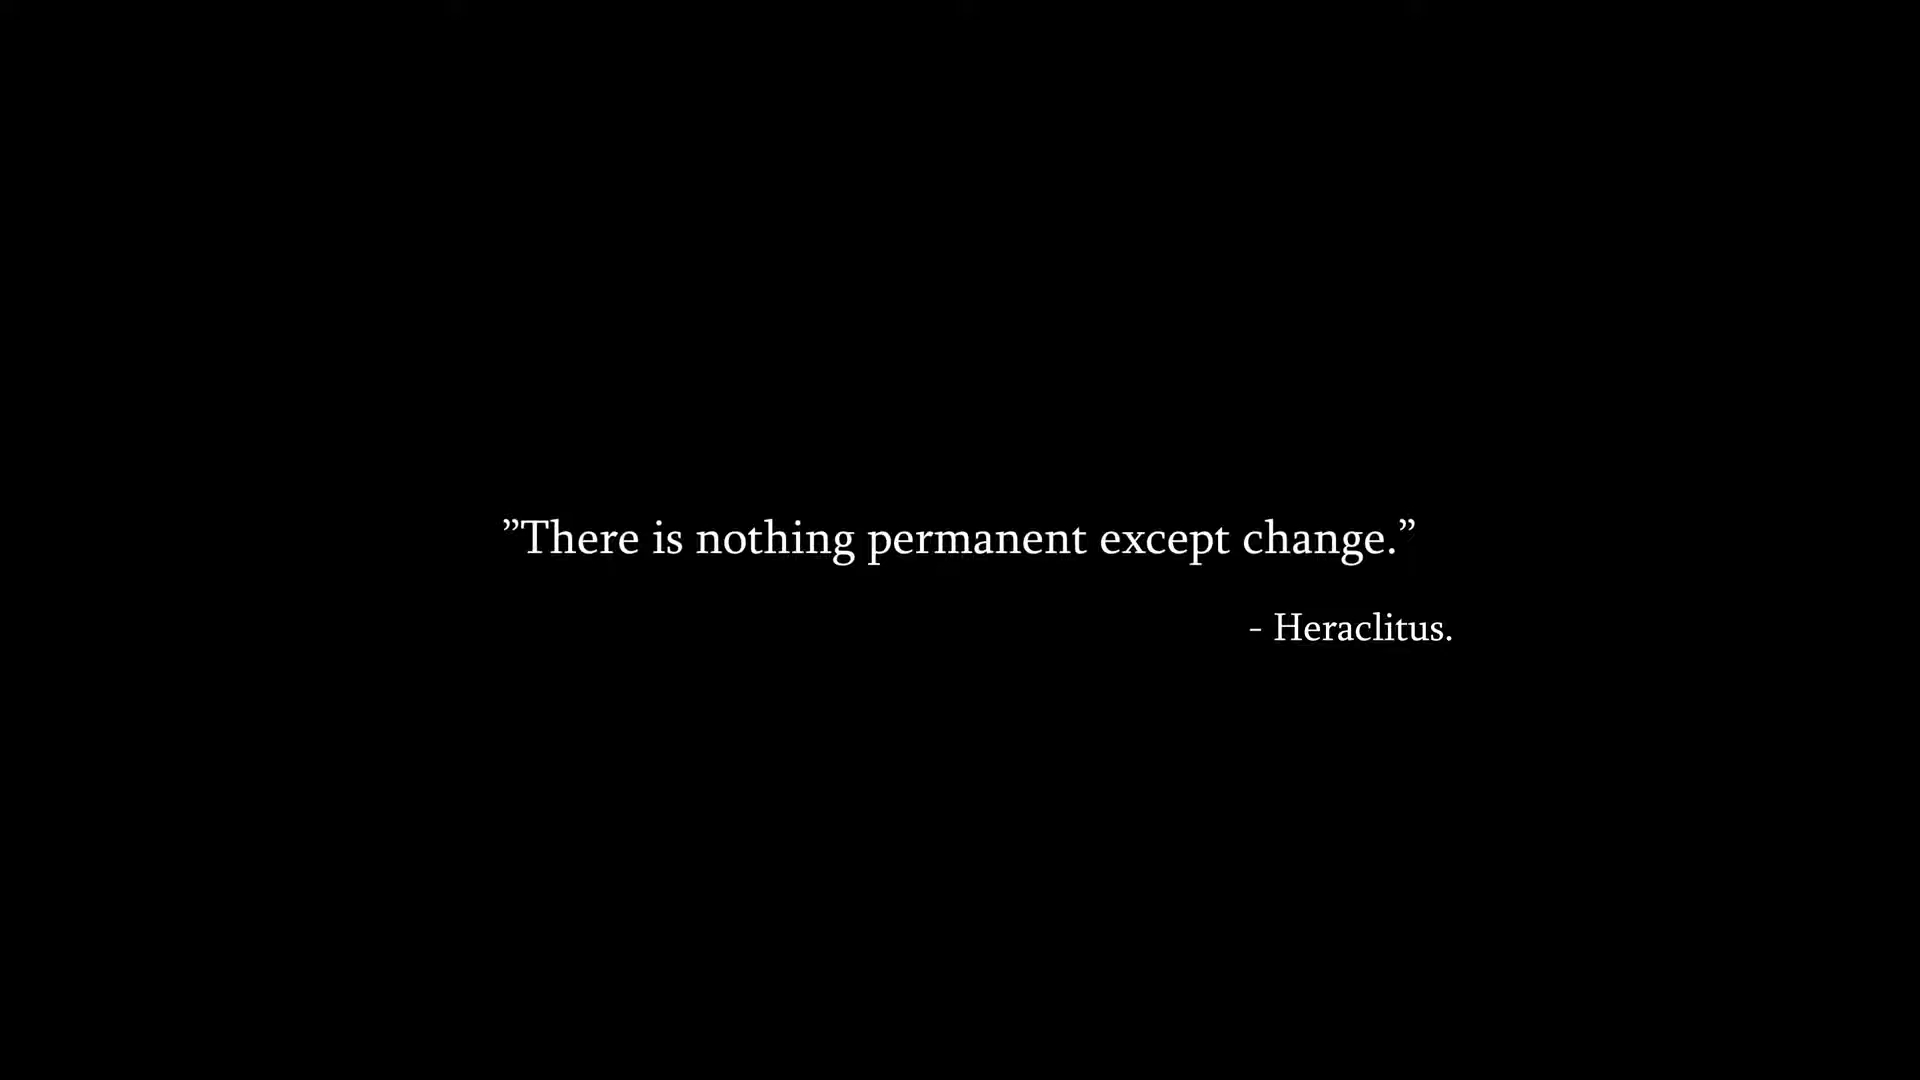 ”There is nothing permanent except change.”
- Heraclitus.